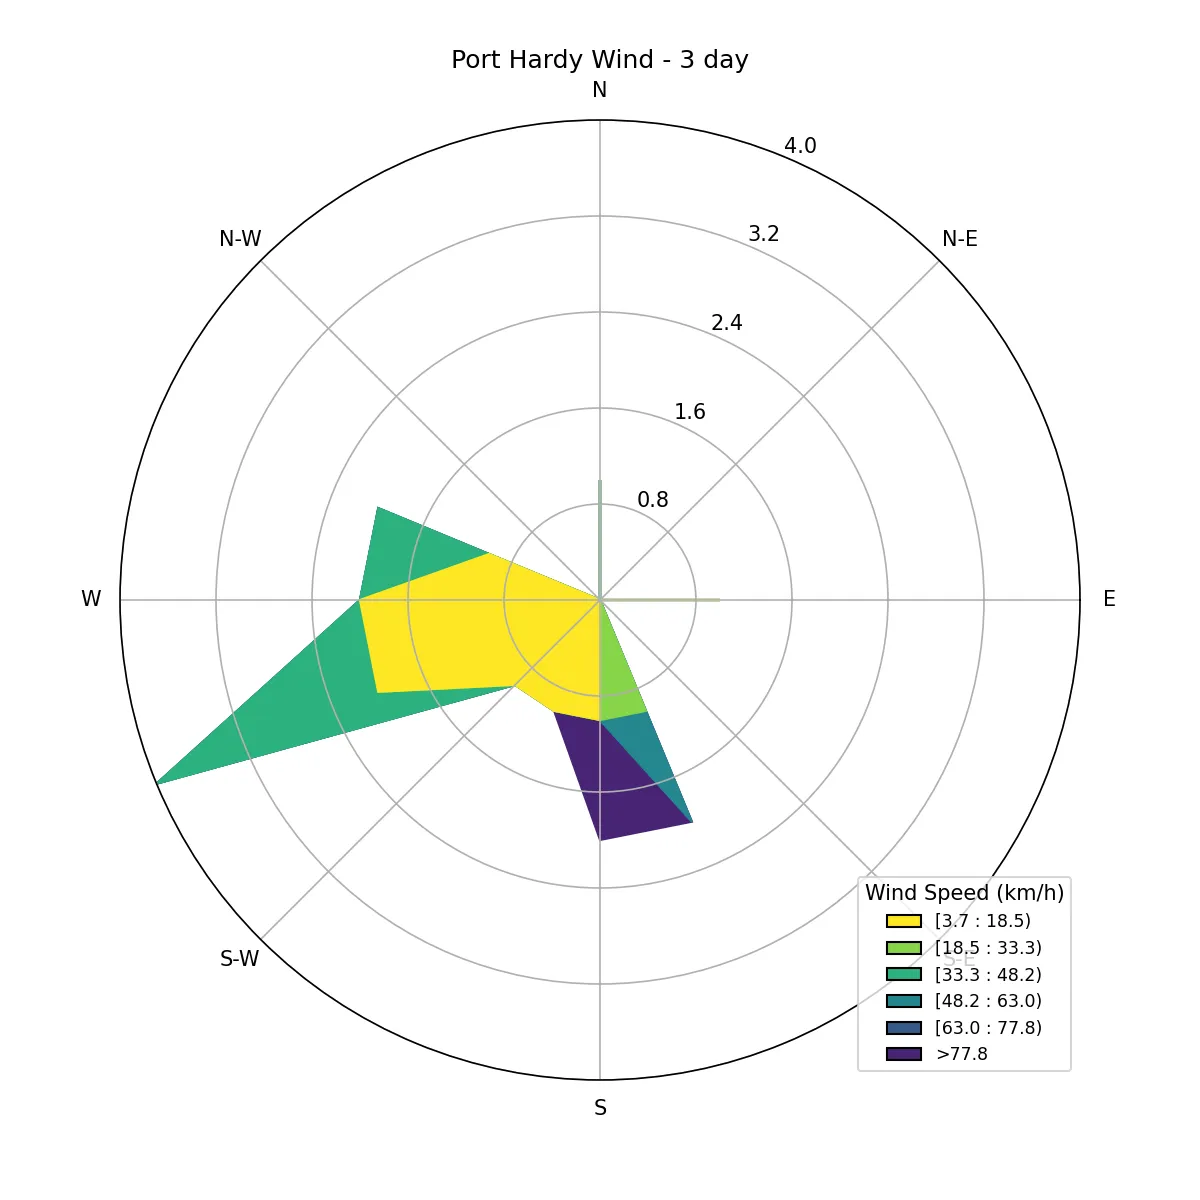 Port Hardy Wind - 3 day
N
4.0
N-W
3.2
N-E
2.4
1.6
0.8
W
E
S-W
S-E
S
Wind Speed (km/h)
[3.7 : 18.5)
[18.5 : 33.3)
[33.3 : 48.2)
[48.2 : 63.0)
[63.0 : 77.8)
>77.8